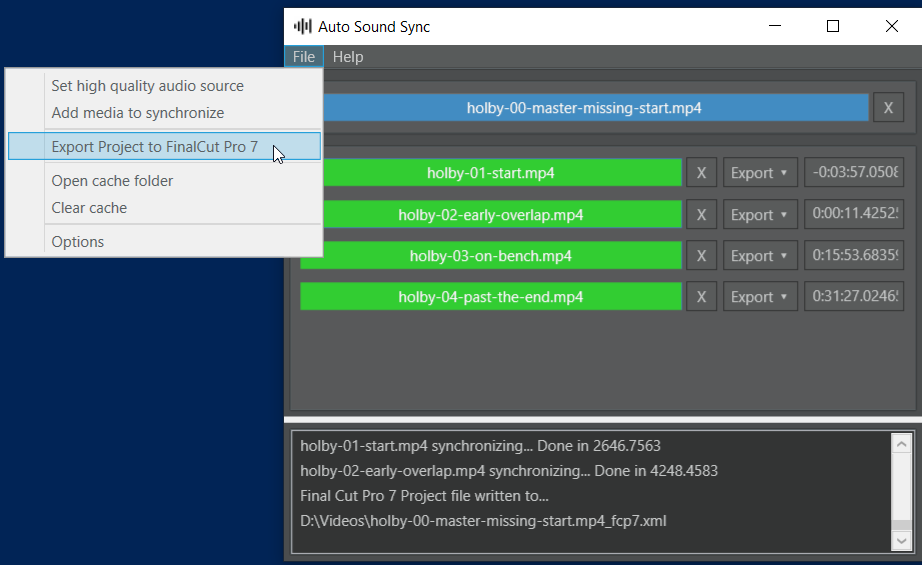 Auto Sound Sync
File Help
Set high quality audio source
Add media to synchronize
Export Project to FinalCut Pro 7
Open cache folder
Clear cache
Options
holby-00-master-missing-start.mp4 X
holby-01-start.mp4 X Export -0:03:57.0508
holby-02-early-overlap.mp4 X Export 0:00:11.4252
holby-03-on-bench.mp4 X Export 0:15:53.6835
holby-04-past-the-end.mp4 X Export 0:31:27.0246
holby-01-start.mp4 synchronizing... Done in 2646.7563
holby-02-early-overlap.mp4 synchronizing... Done in 4248.4583
Final Cut Pro 7 Project file written to...
D:\Videos\holby-00-master-missing-start.mp4_fcp7.xml